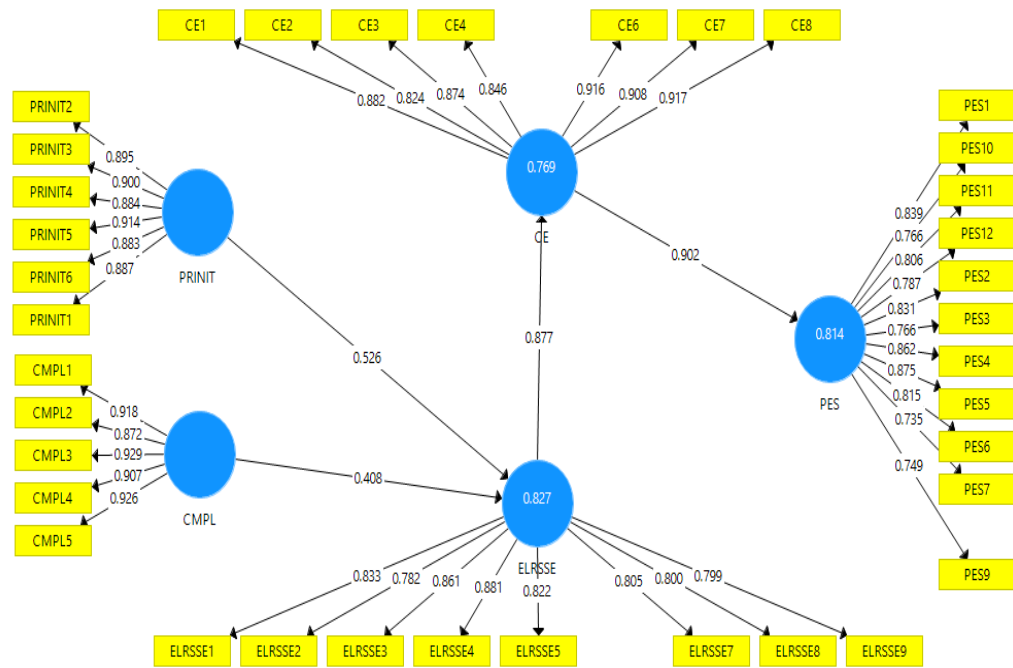 CE1 CE2 CE3 CE4 CE6 CE7 CE8
0.882 0.824 0.874 0.846 0.916 0.908 0.917
0.769
CE
PRINIT2
PRINIT3
PRINIT4
PRINIT5
PRINIT6
PRINIT1
0.895
0.900
0.884
0.914
0.883
0.887
PRINIT
0.526
0.877
0.902
CMPL1
CMPL2
CMPL3
CMPL4
CMPL5
0.918
0.872
0.929
0.907
0.926
CMPL
0.408
0.827
ELRSSE
0.833 0.782 0.861 0.881 0.822 0.805 0.800 0.799
ELRSSE1 ELRSSE2 ELRSSE3 ELRSSE4 ELRSSE5 ELRSSE7 ELRSSE8 ELRSSE9
0.814
PES
0.839
0.766
0.806
0.787
0.831
0.766
0.862
0.875
0.815
0.735
0.749
PES1
PES10
PES11
PES12
PES2
PES3
PES4
PES5
PES6
PES7
PES9